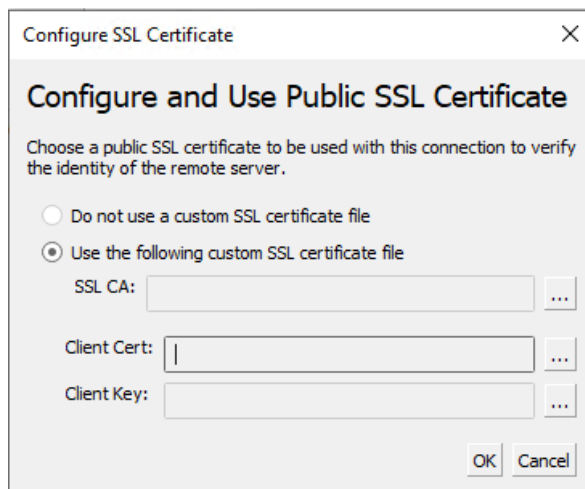 Configure SSL Certificate
Configure and Use Public SSL Certificate
Choose a public SSL certificate to be used with this connection to verify
the identity of the remote server.
Do not use a custom SSL certificate file
Use the following custom SSL certificate file
SSL CA:
...
Client Cert:
...
Client Key:
...
OK Cancel